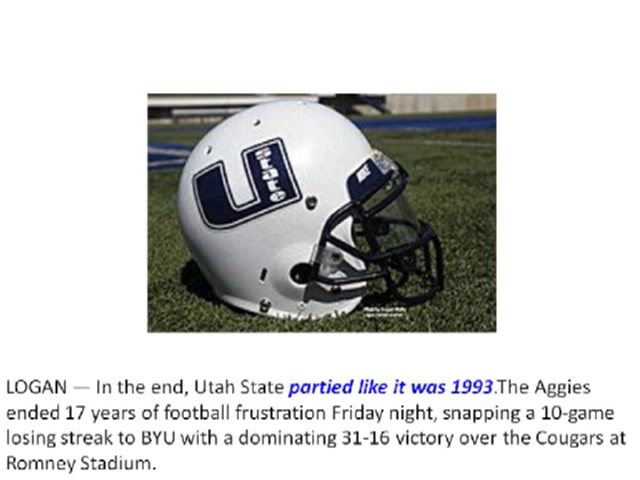 U
STATE
LOGAN — In the end, Utah State partied like it was 1993.The Aggies
ended 17 years of football frustration Friday night, snapping a 10-game
losing streak to BYU with a dominating 31-16 victory over the Cougars at
Romney Stadium.